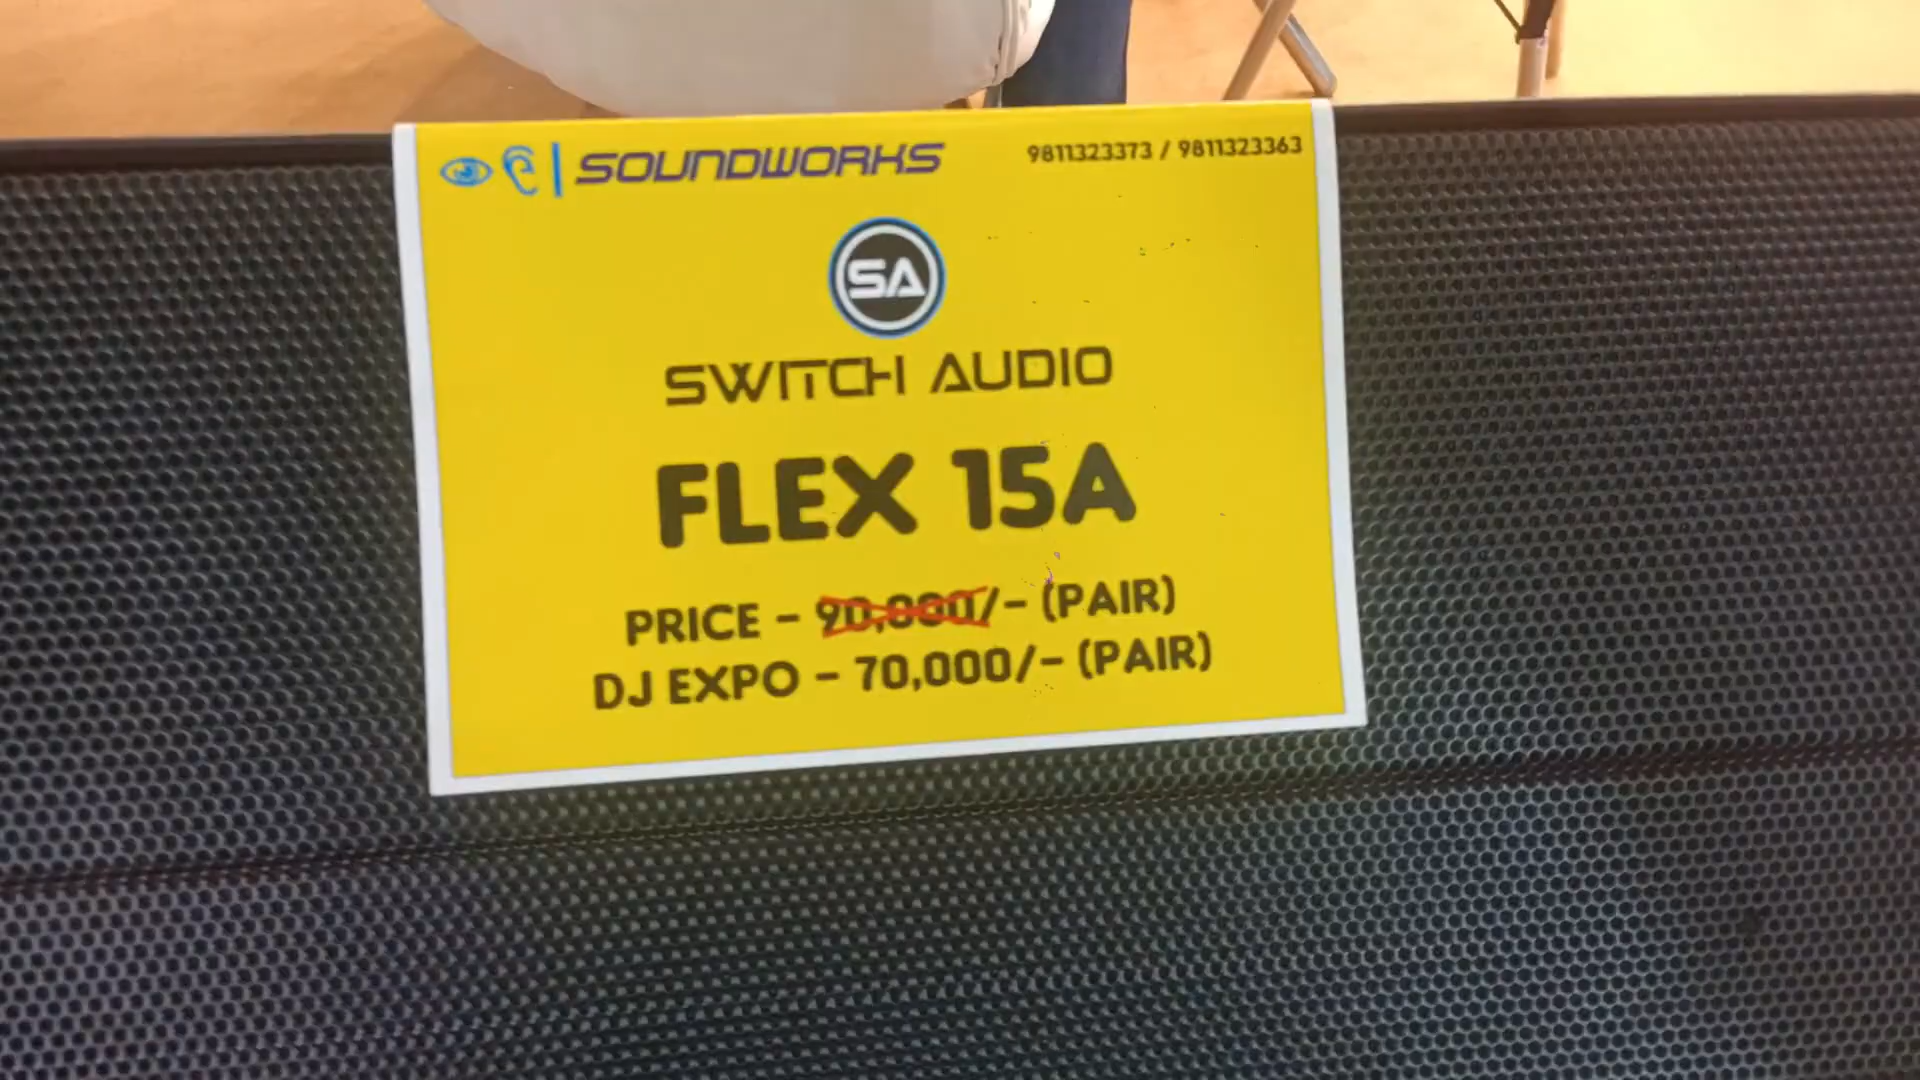 SOUNDWORKS
9811323373 / 9811323363
SA
SWITCH AUDIO
FLEX 15A
PRICE - 90,000/- (PAIR)
DJ EXPO - 70,000/- (PAIR)